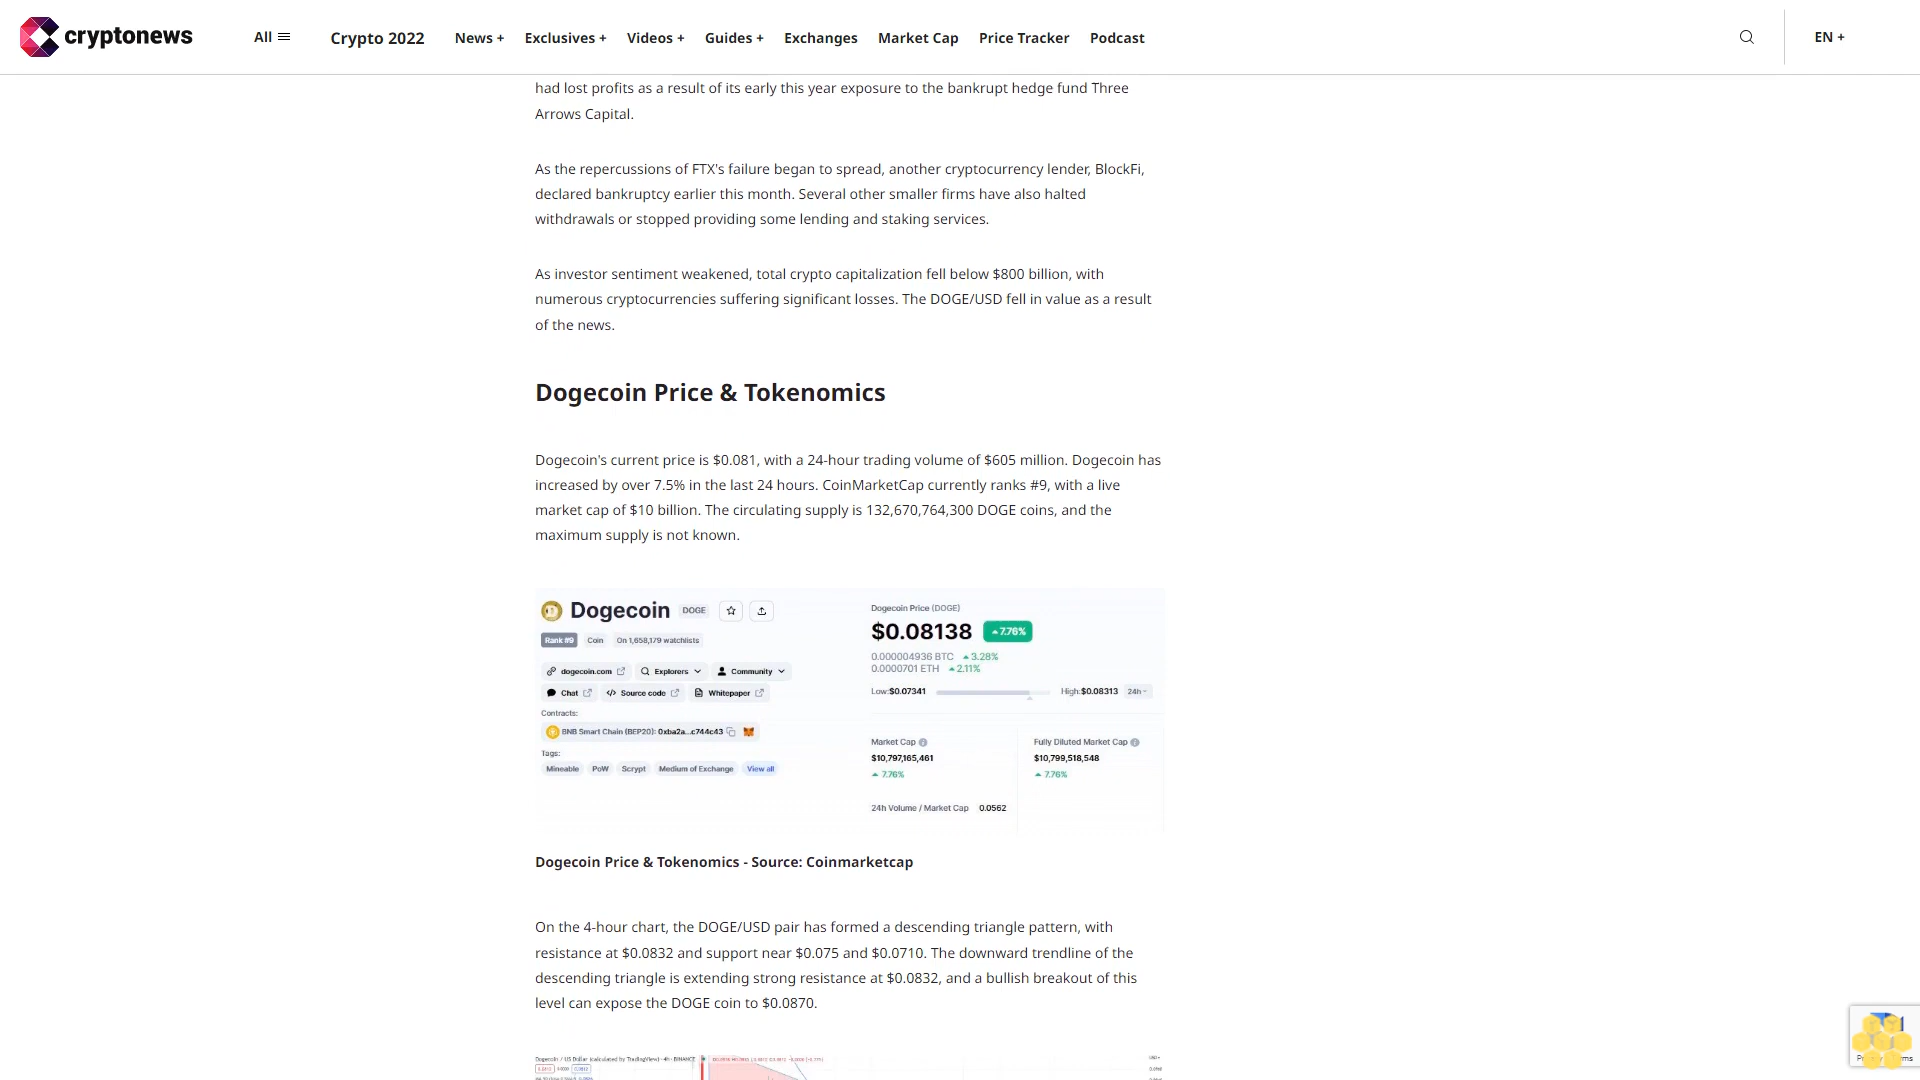 cryptonews
All
Crypto 2022
News +
Exclusives +
Videos +
Guides +
Exchanges
Market Cap
Price Tracker
Podcast
EN +
had lost profits as a result of its early this year exposure to the bankrupt hedge fund Three
Arrows Capital.
As the repercussions of FTX's failure began to spread, another cryptocurrency lender, BlockFi,
declared bankruptcy earlier this month. Several other smaller firms have also halted
withdrawals or stopped providing some lending and staking services.
As investor sentiment weakened, total crypto capitalization fell below $800 billion, with
numerous cryptocurrencies suffering significant losses. The DOGE/USD fell in value as a result
of the news.
Dogecoin Price & Tokenomics
Dogecoin's current price is $0.081, with a 24-hour trading volume of $605 million. Dogecoin has
increased by over 7.5% in the last 24 hours. CoinMarketCap currently ranks #9, with a live
market cap of $10 billion. The circulating supply is 132,670,764,300 DOGE coins, and the
maximum supply is not known.
Dogecoin DOGE
Rank #9 Coin On 1,658,179 watchlists
dogecoin.com Explorers Community
Chat Source code Whitepaper
Contracts:
BNB Smart Chain (BEP20): 0xba2a...c744c43
Tags:
Mineable PoW Scrypt Medium of Exchange View all
Dogecoin Price (DOGE)
$0.08138 7.76%
0.000004936 BTC 3.28%
0.0000701 ETH 2.11%
Low:$0.07341 High:$0.08313 24h
Market Cap
$10,797,165,461
7.76%
Fully Diluted Market Cap
$10,799,518,548
7.76%
24h Volume / Market Cap 0.0562
Dogecoin Price & Tokenomics - Source: Coinmarketcap
On the 4-hour chart, the DOGE/USD pair has formed a descending triangle pattern, with
resistance at $0.0832 and support near $0.075 and $0.0710. The downward trendline of the
descending triangle is extending strong resistance at $0.0832, and a bullish breakout of this
level can expose the DOGE coin to $0.0870.
Dogecoin / US Dollar (calculated by TradingView) · 4h · BINANCE